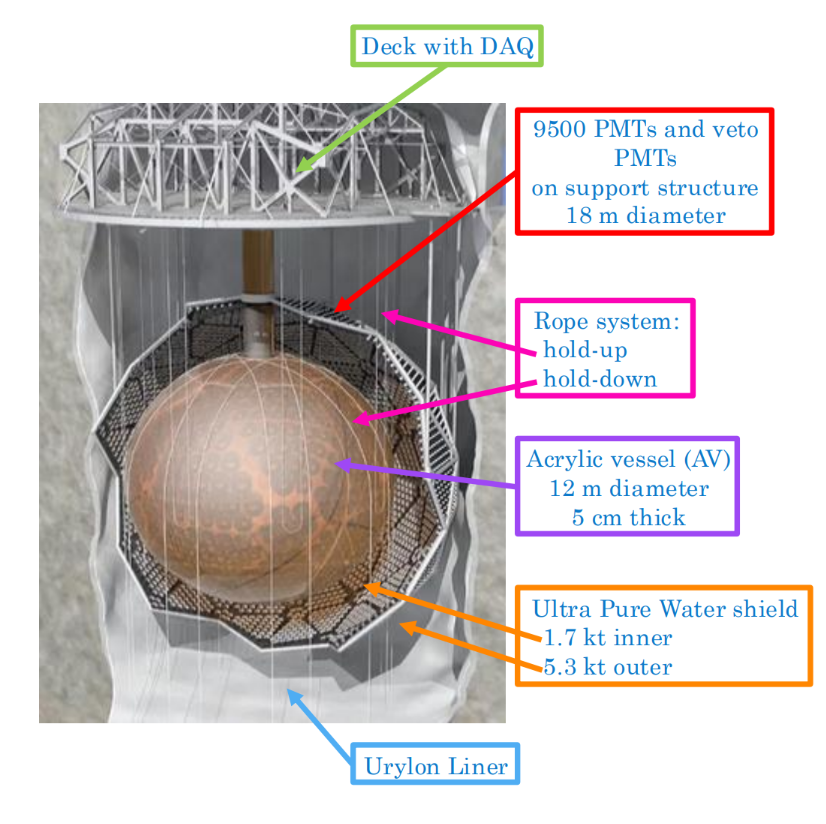 Deck with DAQ
9500 PMTs and veto
PMTs
on support structure
18 m diameter
Rope system:
hold-up
hold-down
Acrylic vessel (AV)
12 m diameter
5 cm thick
Ultra Pure Water shield
1.7 kt inner
5.3 kt outer
Urylon Liner